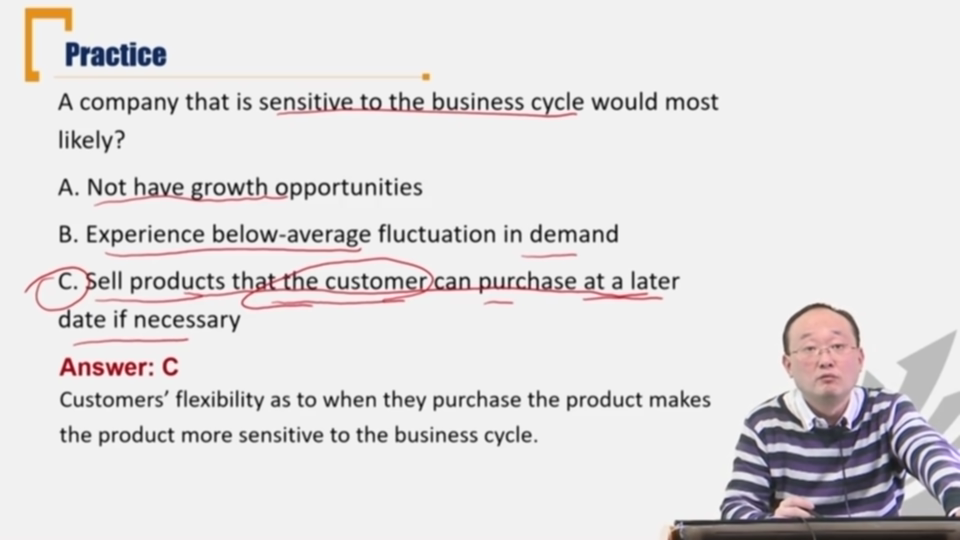 Practice
A company that is sensitive to the business cycle would most
likely?
A. Not have growth opportunities
B. Experience below-average fluctuation in demand
C. Sell products that the customer can purchase at a later
date if necessary
Answer: C
Customers’ flexibility as to when they purchase the product makes
the product more sensitive to the business cycle.